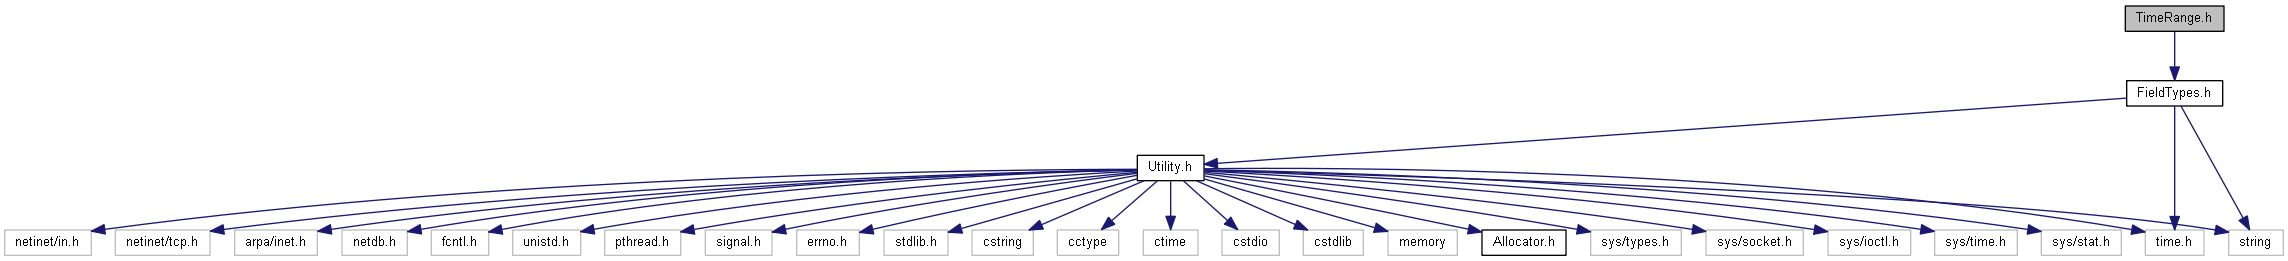 TimeRange.h
FieldTypes.h
Utility.h
netinet/in.h
netinet/tcp.h
arpa/inet.h
netdb.h
fcntl.h
unistd.h
pthread.h
signal.h
errno.h
stdlib.h
cstring
cctype
ctime
cstdio
cstdlib
memory
Allocator.h
sys/types.h
sys/socket.h
sys/ioctl.h
sys/time.h
sys/stat.h
time.h
string